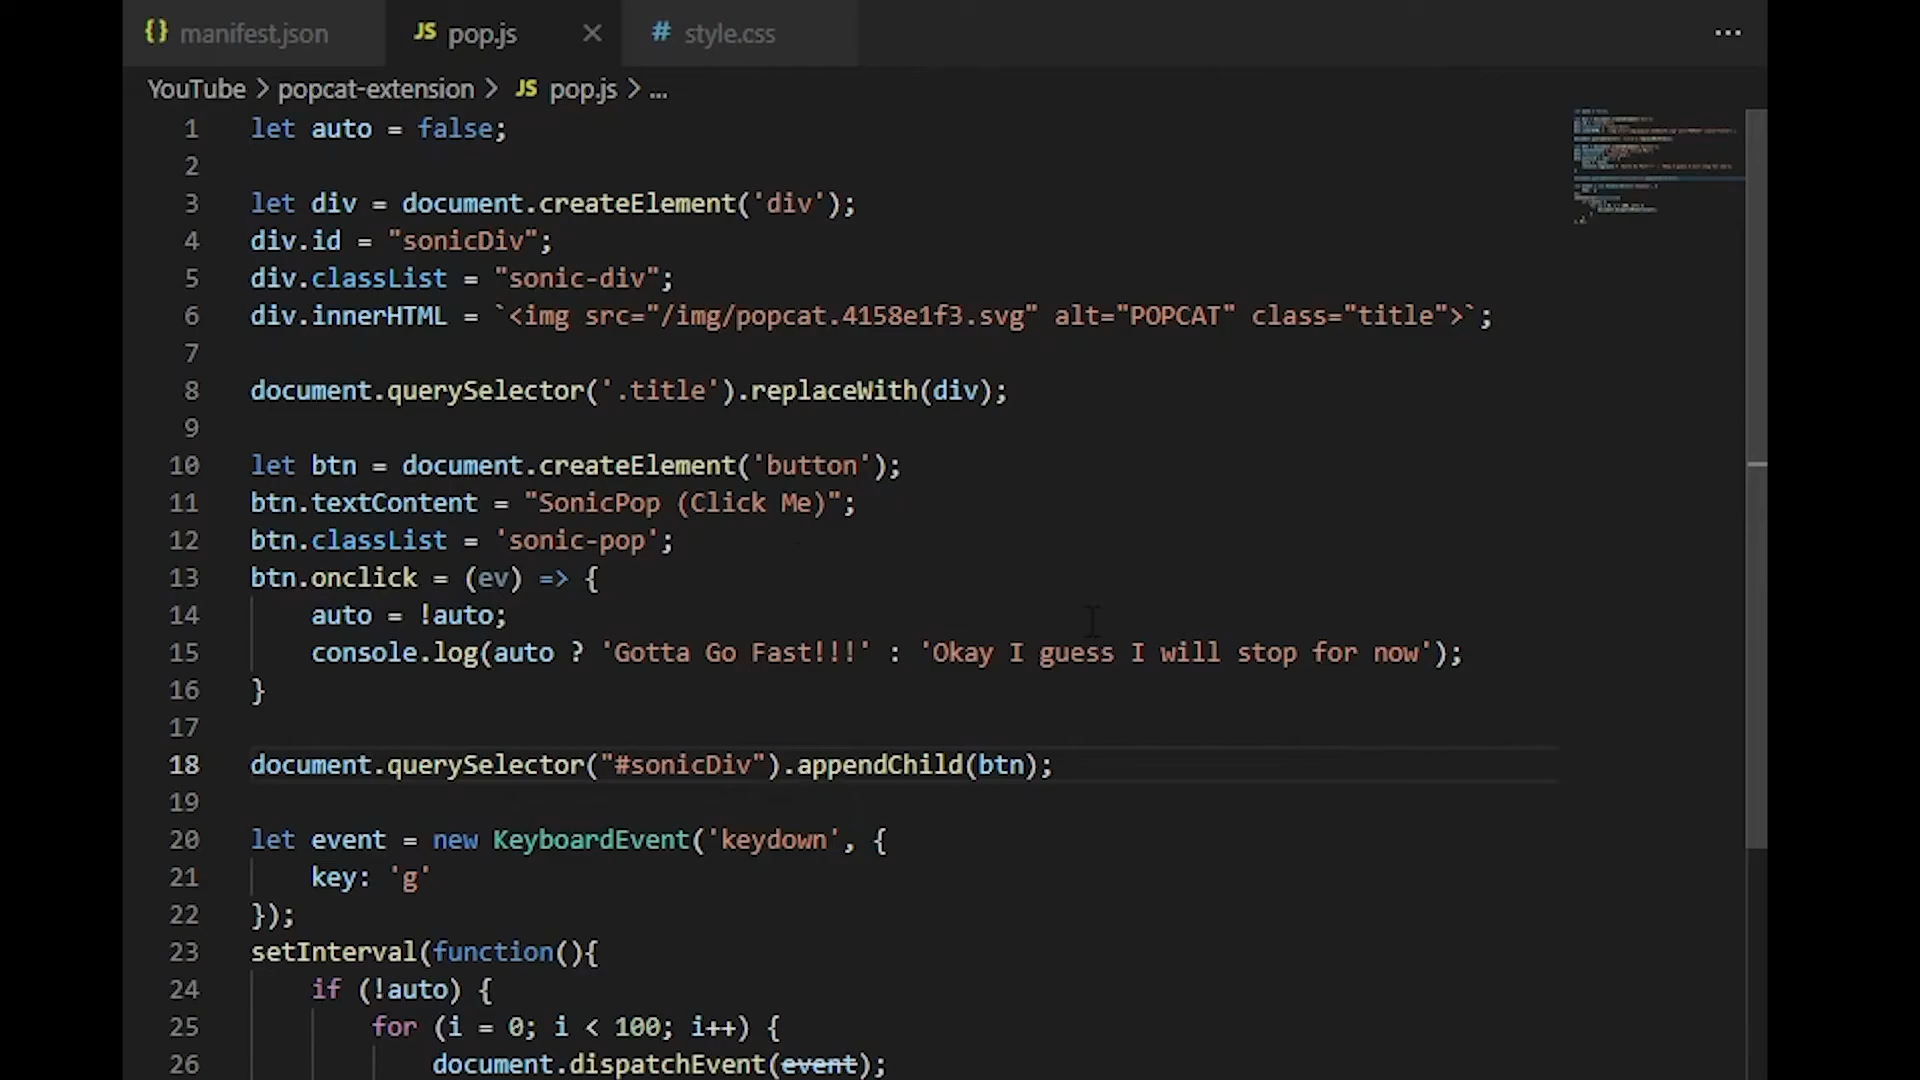 {} manifest.json JS pop.js × # style.css ...
YouTube > popcat-extension > JS pop.js > ...
1 let auto = false;
2
3 let div = document.createElement('div');
4 div.id = "sonicDiv";
5 div.classList = "sonic-div";
6 div.innerHTML = `<img src="/img/popcat.4158e1f3.svg" alt="POPCAT" class="title">`;
7
8 document.querySelector('.title').replaceWith(div);
9
10 let btn = document.createElement('button');
11 btn.textContent = "SonicPop (Click Me)";
12 btn.classList = 'sonic-pop';
13 btn.onclick = (ev) => {
14 auto = !auto;
15 console.log(auto ? 'Gotta Go Fast!!!' : 'Okay I guess I will stop for now');
16 }
17
18 document.querySelector("#sonicDiv").appendChild(btn);
19
20 let event = new KeyboardEvent('keydown', {
21 key: 'g'
22 });
23 setInterval(function(){
24 if (!auto) {
25 for (i = 0; i < 100; i++) {
26 document.dispatchEvent(event);